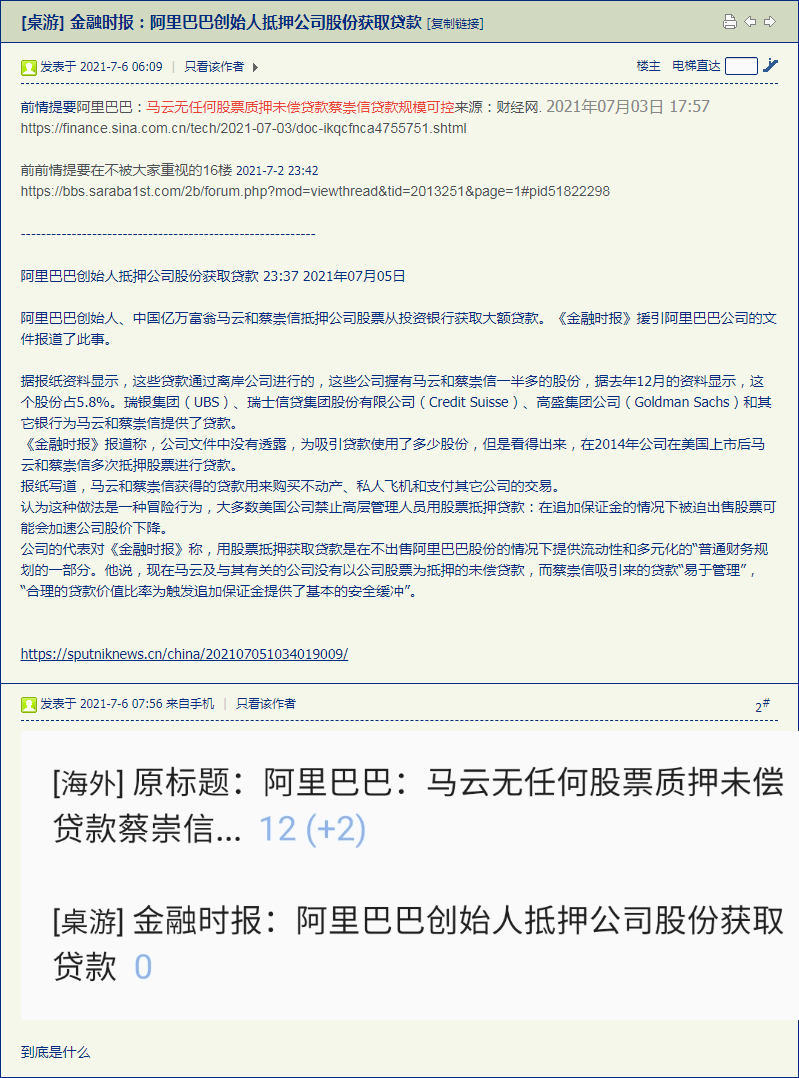 [桌游] 金融时报：阿里巴巴创始人抵押公司股份获取贷款 [复制链接]
发表于 2021-7-6 06:09 | 只看该作者 楼主 电梯直达
前情提要阿里巴巴：马云无任何股票质押未偿贷款蔡崇信贷款规模可控来源：财经网. 2021年07月03日 17:57
https://finance.sina.com.cn/tech/2021-07-03/doc-ikqcfnca4755751.shtml
前前情提要在不被大家重视的16楼 2021-7-2 23:42
https://bbs.saraba1st.com/2b/forum.php?mod=viewthread&tid=2013251&page=1#pid51822298
----------------------------------------------------------
阿里巴巴创始人抵押公司股份获取贷款 23:37 2021年07月05日
阿里巴巴创始人、中国亿万富翁马云和蔡崇信抵押公司股票从投资银行获取大额贷款。《金融时报》援引阿里巴巴公司的文
件报道了此事。
据报纸资料显示，这些贷款通过离岸公司进行的，这些公司握有马云和蔡崇信一半多的股份，据去年12月的资料显示，这
个股份占5.8%。瑞银集团（UBS）、瑞士信贷集团股份有限公司（Credit Suisse）、高盛集团公司（Goldman Sachs）和其
它银行为马云和蔡崇信提供了贷款。
《金融时报》报道称，公司文件中没有透露，为吸引贷款使用了多少股份，但是看得出来，在2014年公司在美国上市后马
云和蔡崇信多次抵押股票进行贷款。
报纸写道，马云和蔡崇信获得的贷款用来购买不动产、私人飞机和支付其它公司的交易。
认为这种做法是一种冒险行为，大多数美国公司禁止高层管理人员用股票抵押贷款：在追加保证金的情况下被迫出售股票可
能会加速公司股价下降。
公司的代表对《金融时报》称，用股票抵押获取贷款是在不出售阿里巴巴股份的情况下提供流动性和多元化的“普通财务规
划的一部分。他说，现在马云及与其有关的公司没有以公司股票为抵押的未偿贷款，而蔡崇信吸引来的贷款“易于管理”，
“合理的贷款价值比率为触发追加保证金提供了基本的安全缓冲”。
https://sputniknews.cn/china/202107051034019009/
发表于 2021-7-6 07:56 来自手机 | 只看该作者 2#
[海外] 原标题：阿里巴巴：马云无任何股票质押未偿
贷款蔡崇信... 12 (+2)
[桌游] 金融时报：阿里巴巴创始人抵押公司股份获取
贷款 0
到底是什么